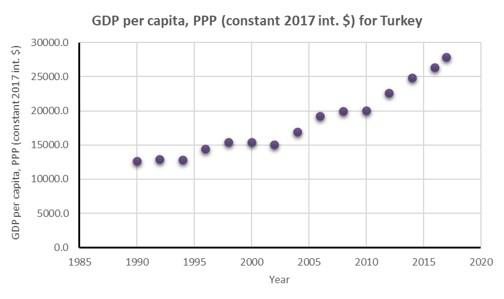 GDP per capita, PPP (constant 2017 int. $) for Turkey
GDP per capita, PPP (constant 2017 int. $)
30000.0
25000.0
20000.0
15000.0
10000.0
5000.0
0.0
1985 1990 1995 2000 2005 2010 2015 2020
Year